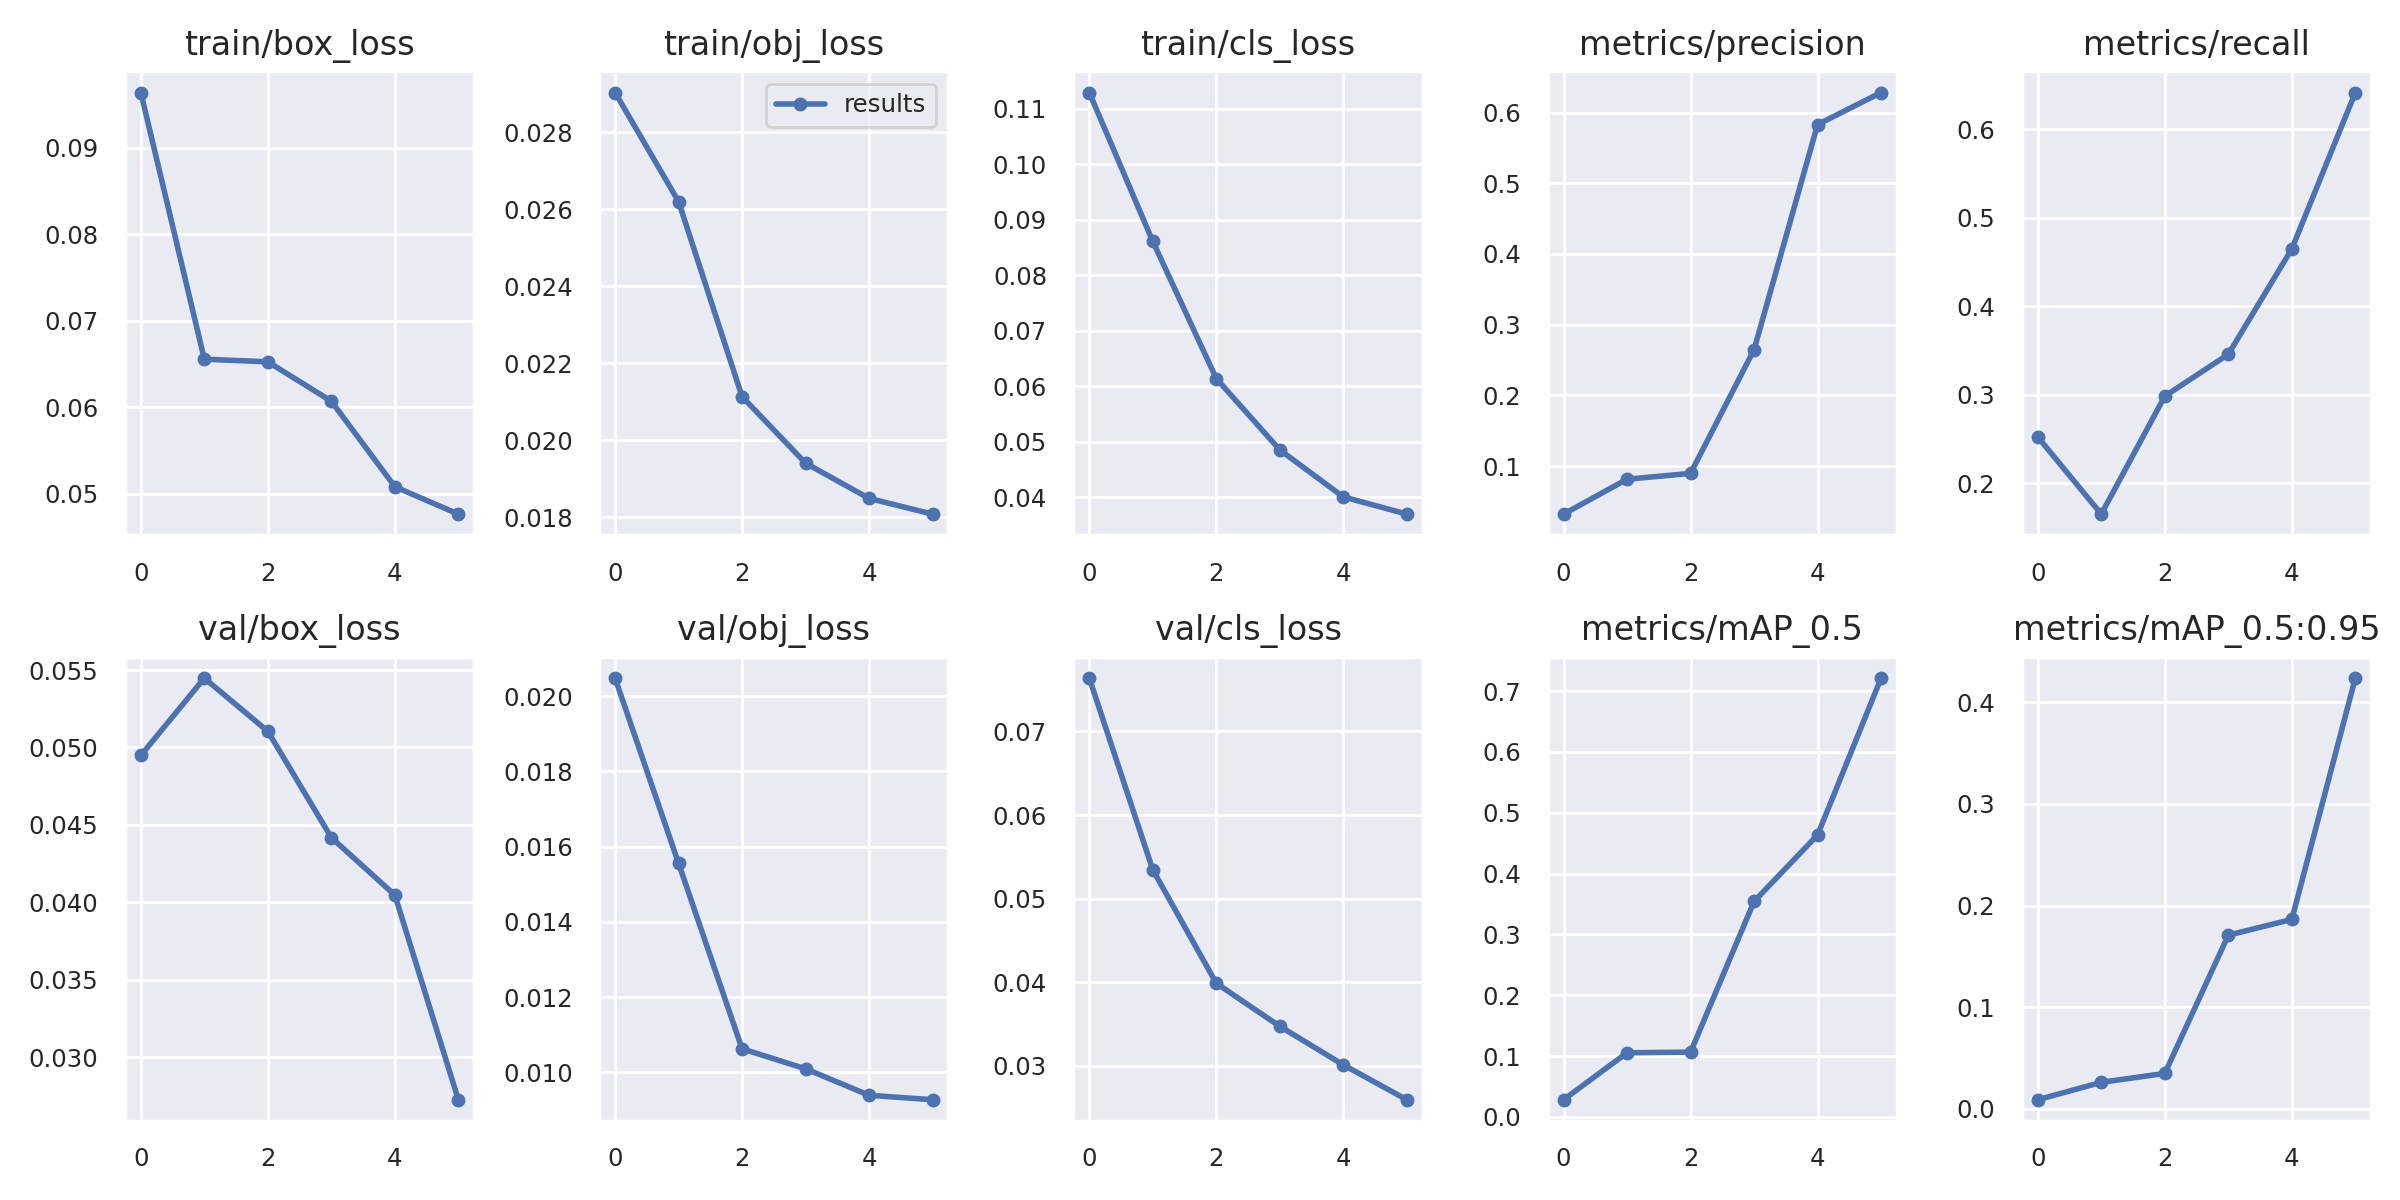 train/box_loss
0.09
0.08
0.07
0.06
0.05
0 2 4
train/obj_loss
results
0.028
0.026
0.024
0.022
0.020
0.018
0 2 4
train/cls_loss
0.11
0.10
0.09
0.08
0.07
0.06
0.05
0.04
0 2 4
metrics/precision
0.6
0.5
0.4
0.3
0.2
0.1
0 2 4
metrics/recall
0.6
0.5
0.4
0.3
0.2
0 2 4
val/box_loss
0.055
0.050
0.045
0.040
0.035
0.030
0 2 4
val/obj_loss
0.020
0.018
0.016
0.014
0.012
0.010
0 2 4
val/cls_loss
0.07
0.06
0.05
0.04
0.03
0 2 4
metrics/mAP_0.5
0.7
0.6
0.5
0.4
0.3
0.2
0.1
0.0
0 2 4
metrics/mAP_0.5:0.95
0.4
0.3
0.2
0.1
0.0
0 2 4